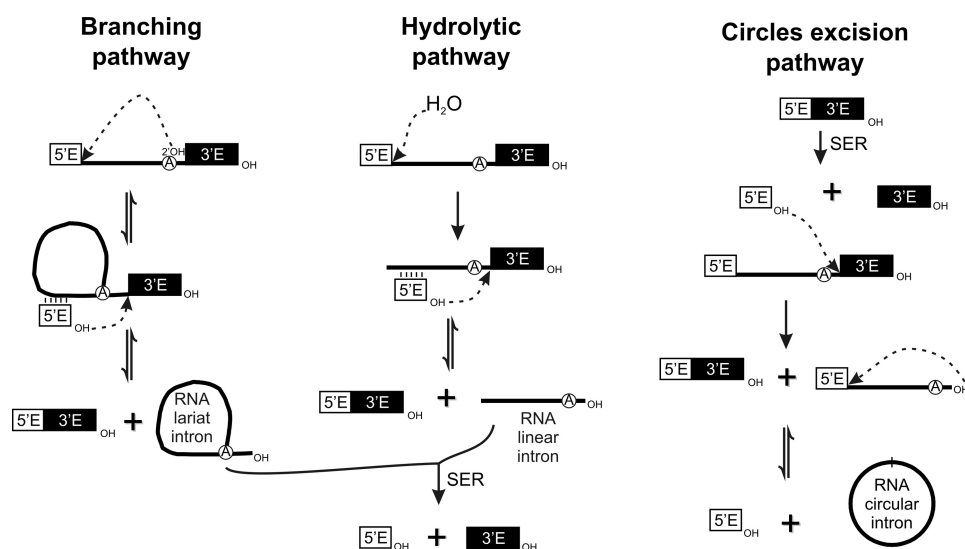 Branching
pathway
5'E
2'OH
A
3'E
OH
A
3'E
OH
5'E
OH
5'E 3'E
OH
+
RNA
lariat
intron
A
OH
Hydrolytic
pathway
H2O
5'E
A
3'E
OH
A
3'E
OH
5'E
OH
5'E 3'E
OH
+
A
OH
RNA
linear
intron
SER
5'E
OH
+
3'E
OH
Circles excision
pathway
5'E 3'E
OH
SER
5'E
OH
+
3'E
OH
5'E
A
3'E
OH
5'E 3'E
OH
+
5'E
A
OH
5'E
OH
+
RNA
circular
intron